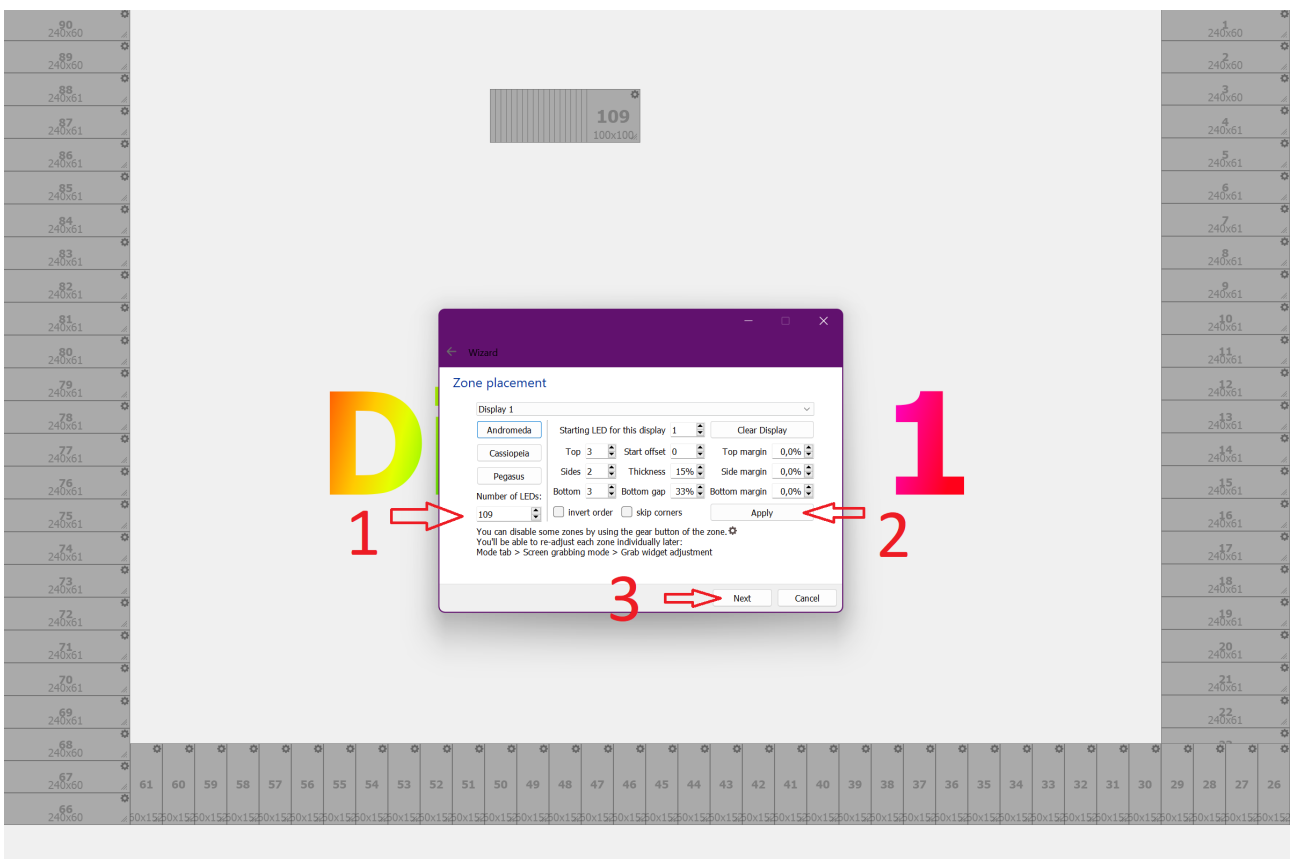 90
240x60
89
240x60
88
240x61
87
240x61
86
240x61
85
240x61
84
240x61
83
240x61
82
240x61
81
240x61
80
240x61
79
240x61
78
240x61
77
240x61
76
240x61
75
240x61
74
240x61
73
240x61
72
240x61
71
240x61
70
240x61
69
240x61
68
240x60
67
240x60
66
240x60
109
100x100
Wizard
Zone placement
Display 1
Andromeda Starting LED for this display 1 Clear Display
Cassiopeia Top 3 Start offset 0 Top margin 0,0%
Pegasus Sides 2 Thickness 15% Side margin 0,0%
Number of LEDs: Bottom 3 Bottom gap 33% Bottom margin 0,0%
109 invert order skip corners Apply
You can disable some zones by using the gear button of the zone.
You'll be able to re-adjust each zone individually later:
Mode tab > Screen grabbing mode > Grab widget adjustment
Next Cancel
1
2
3
D 1
1
240x60
2
240x60
3
240x60
4
240x61
5
240x61
6
240x61
7
240x61
8
240x61
9
240x61
10
240x61
11
240x61
12
240x61
13
240x61
14
240x61
15
240x61
16
240x61
17
240x61
18
240x61
19
240x61
20
240x61
21
240x61
22
240x61
61 60 59 58 57 56 55 54 53 52 51 50 49 48 47 46 45 44 43 42 41 40 39 38 37 36 35 34 33 32 31 30 29 28 27 26